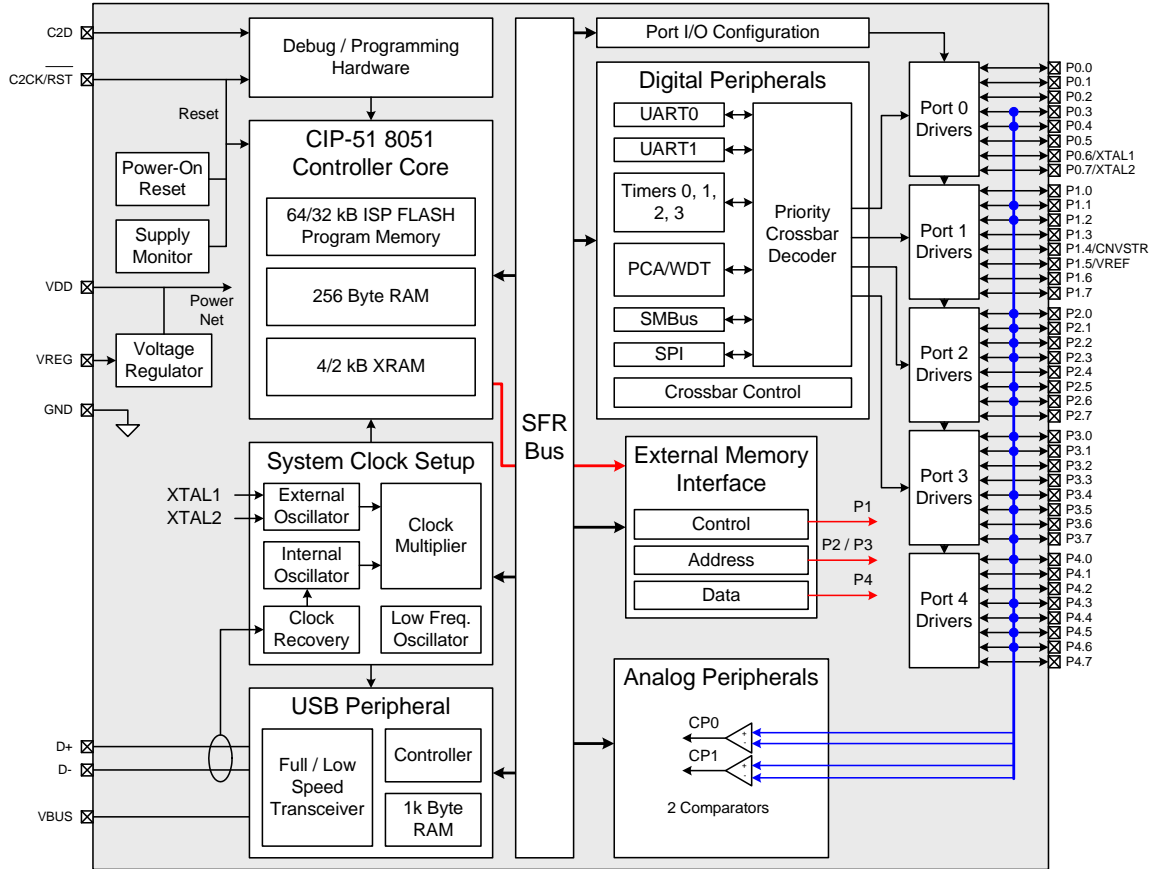 C2D
C2CK/RST
Debug / Programming
Hardware
Reset
Power-On
Reset
Supply
Monitor
VDD
Power
Net
VREG
Voltage
Regulator
GND
CIP-51 8051
Controller Core
64/32 kB ISP FLASH
Program Memory
256 Byte RAM
4/2 kB XRAM
System Clock Setup
XTAL1
XTAL2
External
Oscillator
Internal
Oscillator
Clock
Recovery
Clock
Multiplier
Low Freq.
Oscillator
USB Peripheral
D+
D-
VBUS
Full / Low
Speed
Transceiver
Controller
1k Byte
RAM
SFR
Bus
Port I/O Configuration
Digital Peripherals
UART0
UART1
Timers 0, 1,
2, 3
PCA/WDT
SMBus
SPI
Priority
Crossbar
Decoder
Crossbar Control
External Memory
Interface
Control
Address
Data
P1
P2 / P3
P4
Analog Peripherals
CP0
+
-
CP1
+
-
2 Comparators
Port 0
Drivers
Port 1
Drivers
Port 2
Drivers
Port 3
Drivers
Port 4
Drivers
P0.0
P0.1
P0.2
P0.3
P0.4
P0.5
P0.6/XTAL1
P0.7/XTAL2
P1.0
P1.1
P1.2
P1.3
P1.4/CNVSTR
P1.5/VREF
P1.6
P1.7
P2.0
P2.1
P2.2
P2.3
P2.4
P2.5
P2.6
P2.7
P3.0
P3.1
P3.2
P3.3
P3.4
P3.5
P3.6
P3.7
P4.0
P4.1
P4.2
P4.3
P4.4
P4.5
P4.6
P4.7